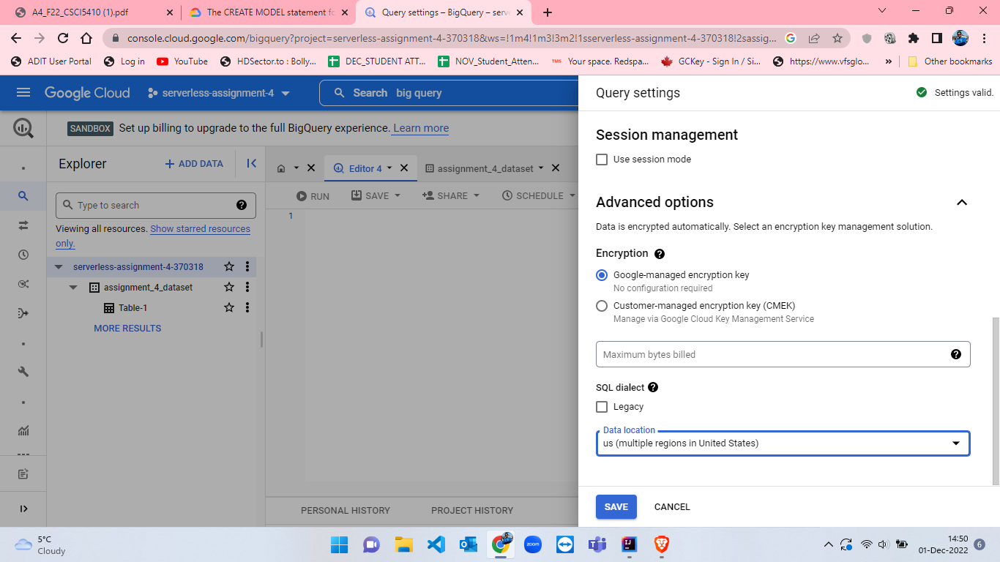 A4_F22_CSCI5410 (1).pdf
The CREATE MODEL statement fo
Query settings – BigQuery – serve
console.cloud.google.com/bigquery?project=serverless-assignment-4-370318&ws=!1m4!1m3!3m2!1sserverless-assignment-4-370318!2sassig...
ADIT User Portal
Log in
YouTube
HDSector.to : Bolly...
DEC_STUDENT ATT...
NOV_Student_Atten...
Your space. Redspa...
GCKey - Sign In / Si...
https://www.vfsglo...
»
Other bookmarks
Google Cloud
serverless-assignment-4
Search big query
Query settings
Settings valid.
SANDBOX Set up billing to upgrade to the full BigQuery experience. Learn more
Explorer
+ ADD DATA
Editor 4
assignment_4_dataset
RUN
SAVE
SHARE
SCHEDULE
Type to search
1
Viewing all resources. Show starred resources
only.
serverless-assignment-4-370318
assignment_4_dataset
Table-1
MORE RESULTS
PERSONAL HISTORY
PROJECT HISTORY
Session management
Use session mode
Advanced options
Data is encrypted automatically. Select an encryption key management solution.
Encryption
Google-managed encryption key
No configuration required
Customer-managed encryption key (CMEK)
Manage via Google Cloud Key Management Service
Maximum bytes billed
SQL dialect
Legacy
Data location
us (multiple regions in United States)
SAVE
CANCEL
5°C
Cloudy
zoom
14:50
01-Dec-2022
6